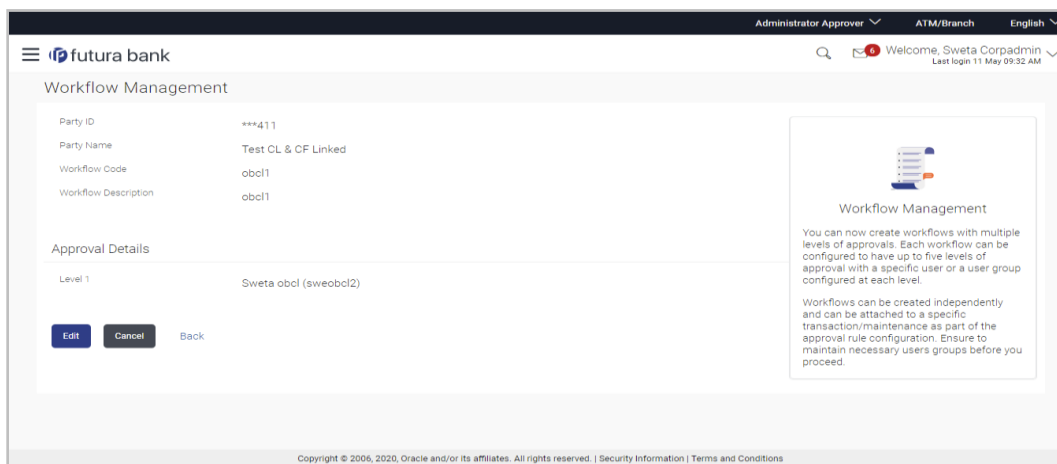 Administrator Approver ATM/Branch English
futura bank
6 Welcome, Sweta Corpadmin
Last login 11 May 09:32 AM
Workflow Management
Party ID ***411
Party Name Test CL & CF Linked
Workflow Code obcl1
Workflow Description obcl1
Approval Details
Level 1 Sweta obcl (sweobcl2)
Edit Cancel Back
Workflow Management
You can now create workflows with multiple
levels of approvals. Each workflow can be
configured to have up to five levels of
approval with a specific user or a user group
configured at each level.
Workflows can be created independently
and can be attached to a specific
transaction/maintenance as part of the
approval rule configuration. Ensure to
maintain necessary users groups before you
proceed.
Copyright © 2006, 2020, Oracle and/or its affiliates. All rights reserved. | Security Information | Terms and Conditions